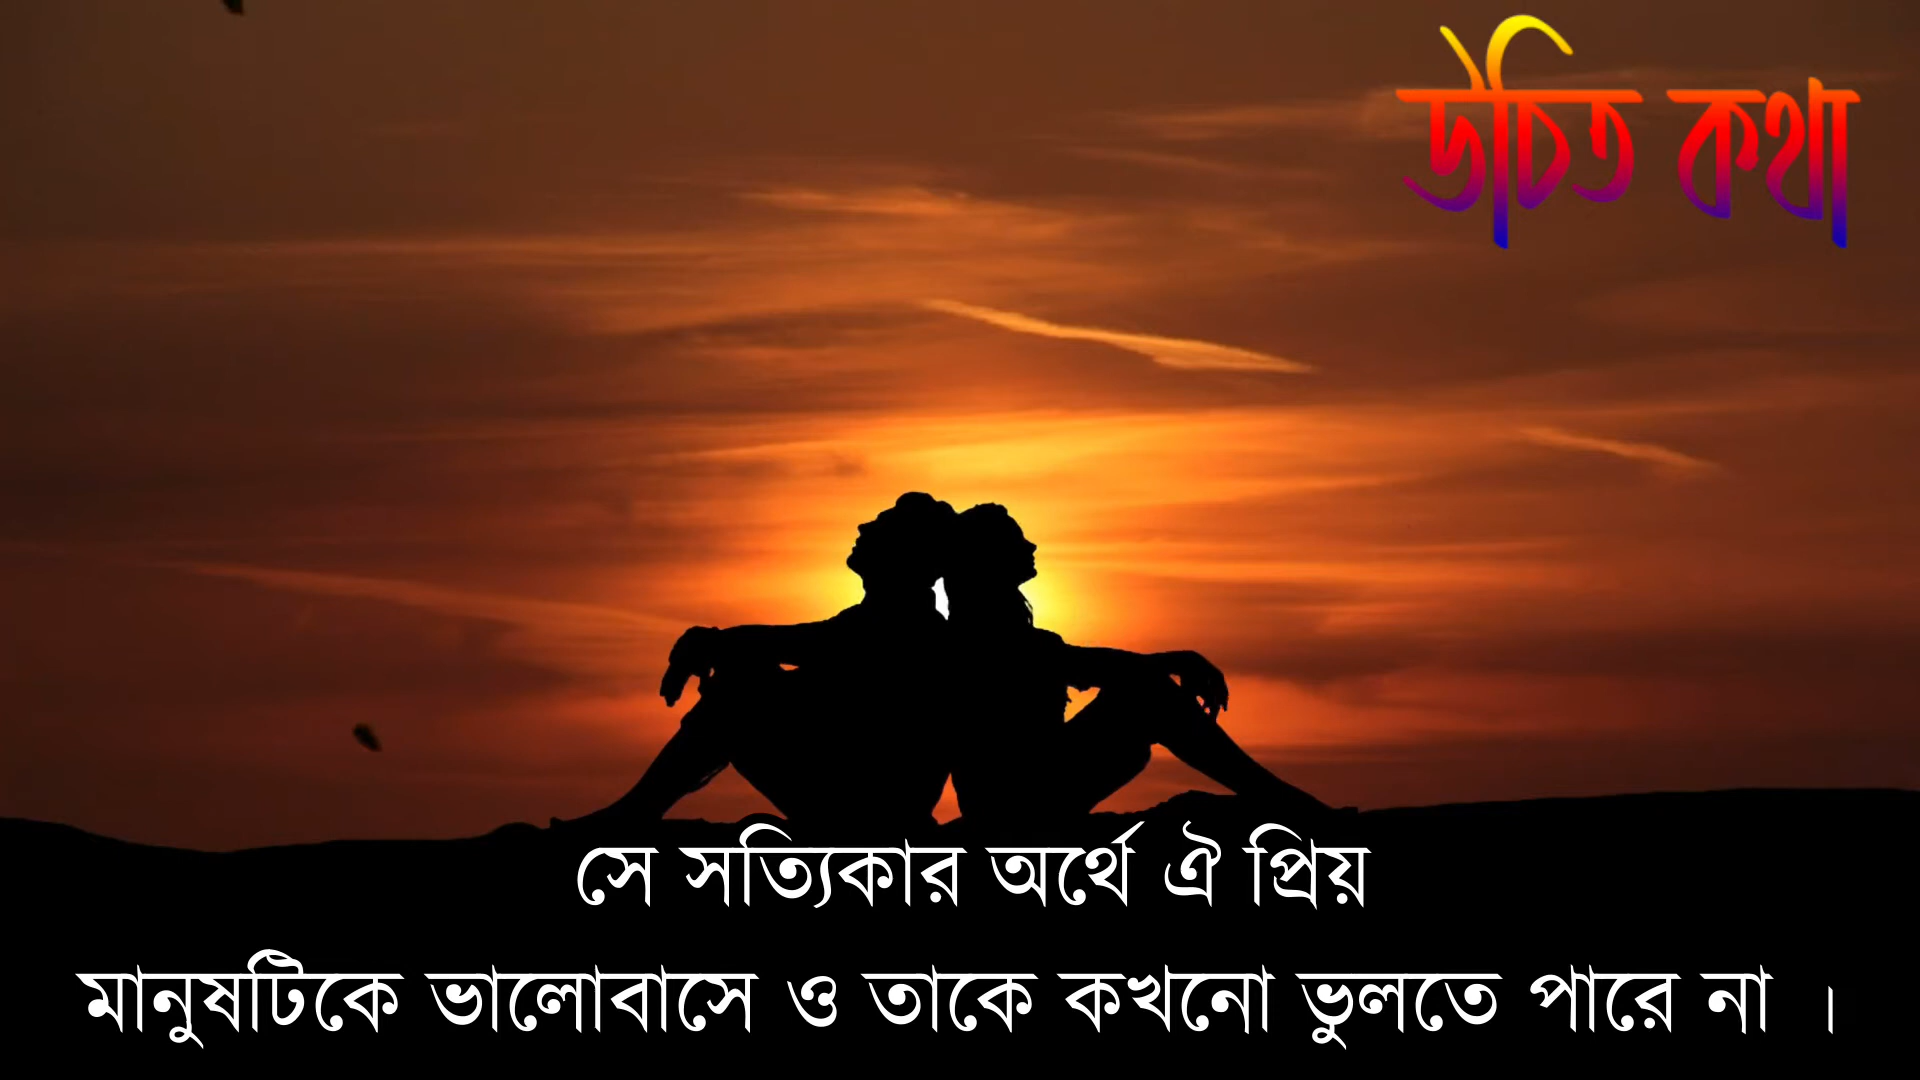 উচিত কথা
সে সত্যিকার অর্থে ঐ প্রিয়
মানুষটিকে ভালোবাসে ও তাকে কখনো ভুলতে পারে না ।